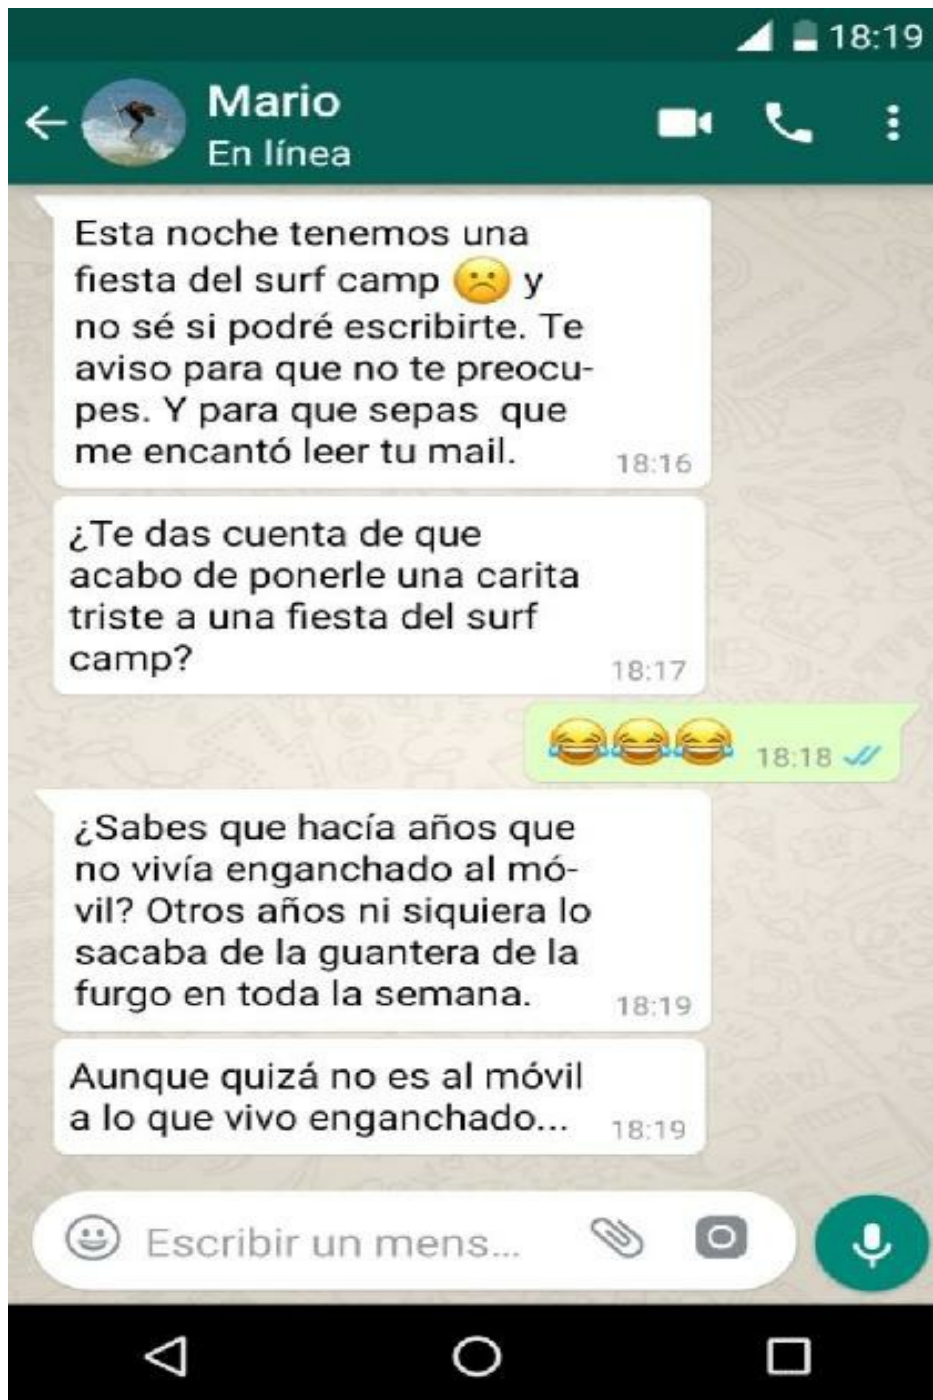 18:19
Mario
En línea
Esta noche tenemos una
fiesta del surf camp ☹️ y
no sé si podré escribirte. Te
aviso para que no te preocu-
pes. Y para que sepas que
me encantó leer tu mail.
18:16
¿Te das cuenta de que
acabo de ponerle una carita
triste a una fiesta del surf
camp?
18:17
😂😂😂 18:18
¿Sabes que hacía años que
no vivía enganchado al mó-
vil? Otros años ni siquiera lo
sacaba de la guantera de la
furgo en toda la semana.
18:19
Aunque quizá no es al móvil
a lo que vivo enganchado...
18:19
Escribir un mens...